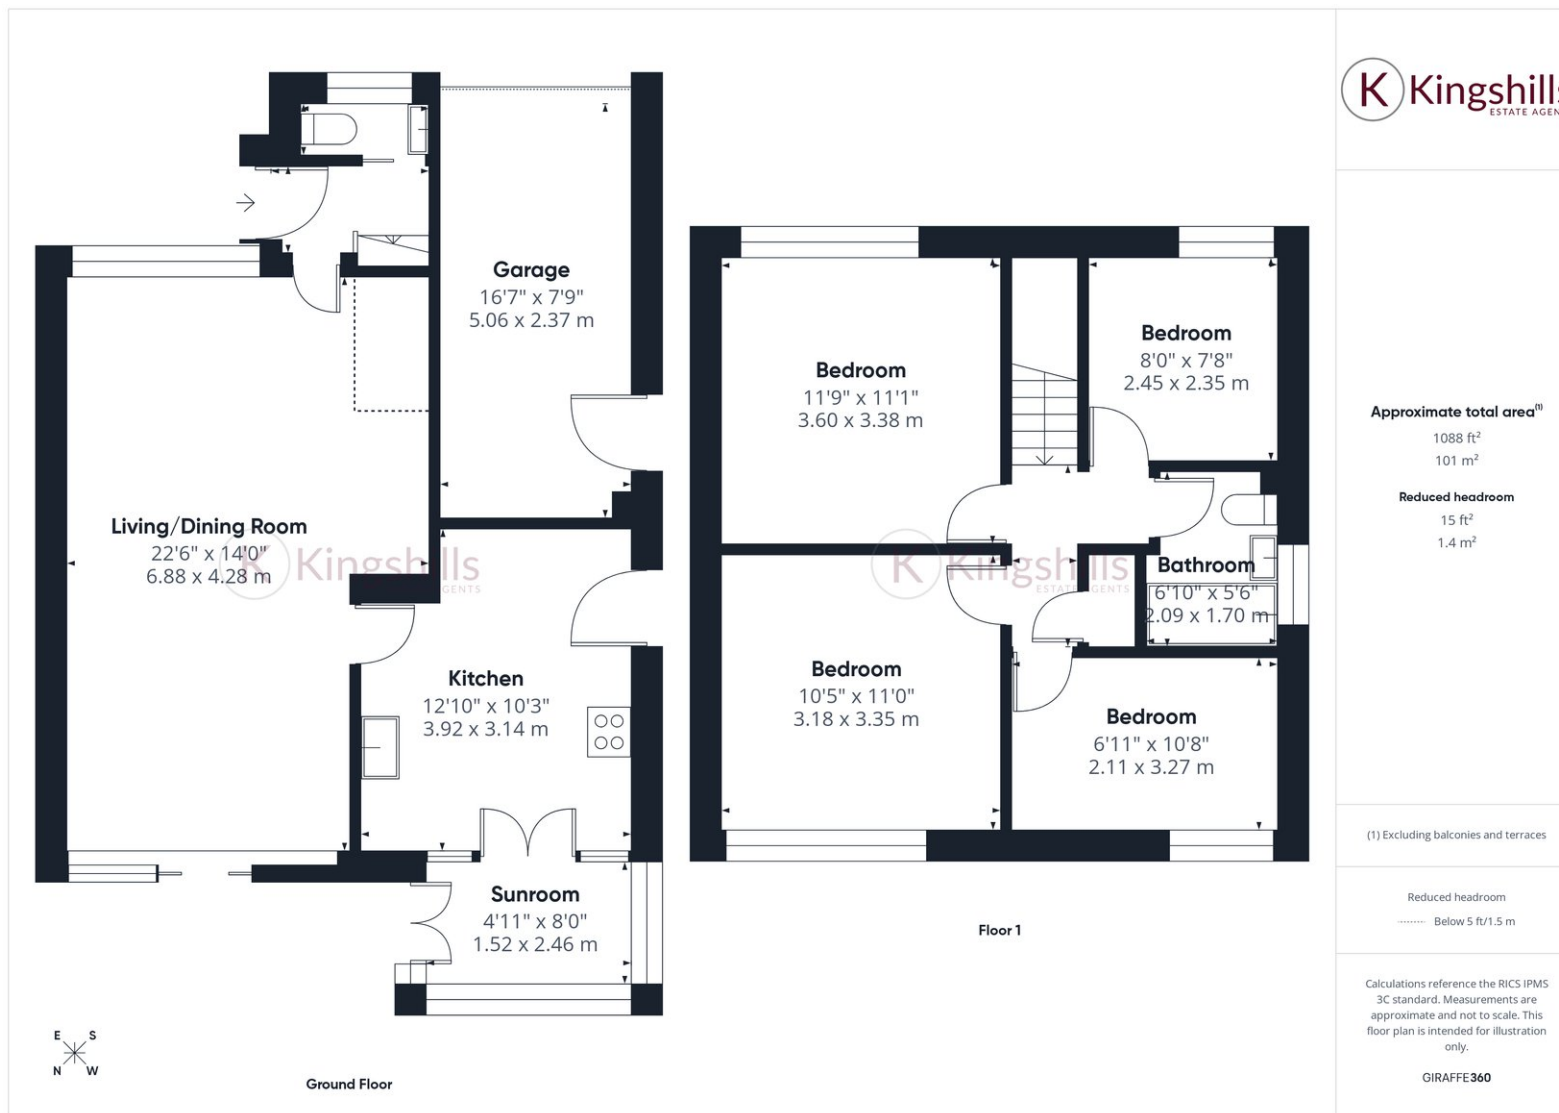 K Kingshills
ESTATE AGEN
Garage
16'7" x 7'9"
5.06 x 2.37 m
Living/Dining Room
22'6" x 14'0"
6.88 x 4.28 m
K Kingshills
AGENTS
Kitchen
12'10" x 10'3"
3.92 x 3.14 m
Sunroom
4'11" x 8'0"
1.52 x 2.46 m
E S
N W
Ground Floor
Bedroom
11'9" x 11'1"
3.60 x 3.38 m
Bedroom
8'0" x 7'8"
2.45 x 2.35 m
K Kingshills
ESTATE AGENTS
Bathroom
6'10" x 5'6"
2.09 x 1.70 m
Bedroom
10'5" x 11'0"
3.18 x 3.35 m
Bedroom
6'11" x 10'8"
2.11 x 3.27 m
Floor 1
Approximate total area(1)
1088 ft²
101 m²
Reduced headroom
15 ft²
1.4 m²
(1) Excluding balconies and terraces
Reduced headroom
Below 5 ft/1.5 m
Calculations reference the RICS IPMS
3C standard. Measurements are
approximate and not to scale. This
floor plan is intended for illustration
only.
GIRAFFE360